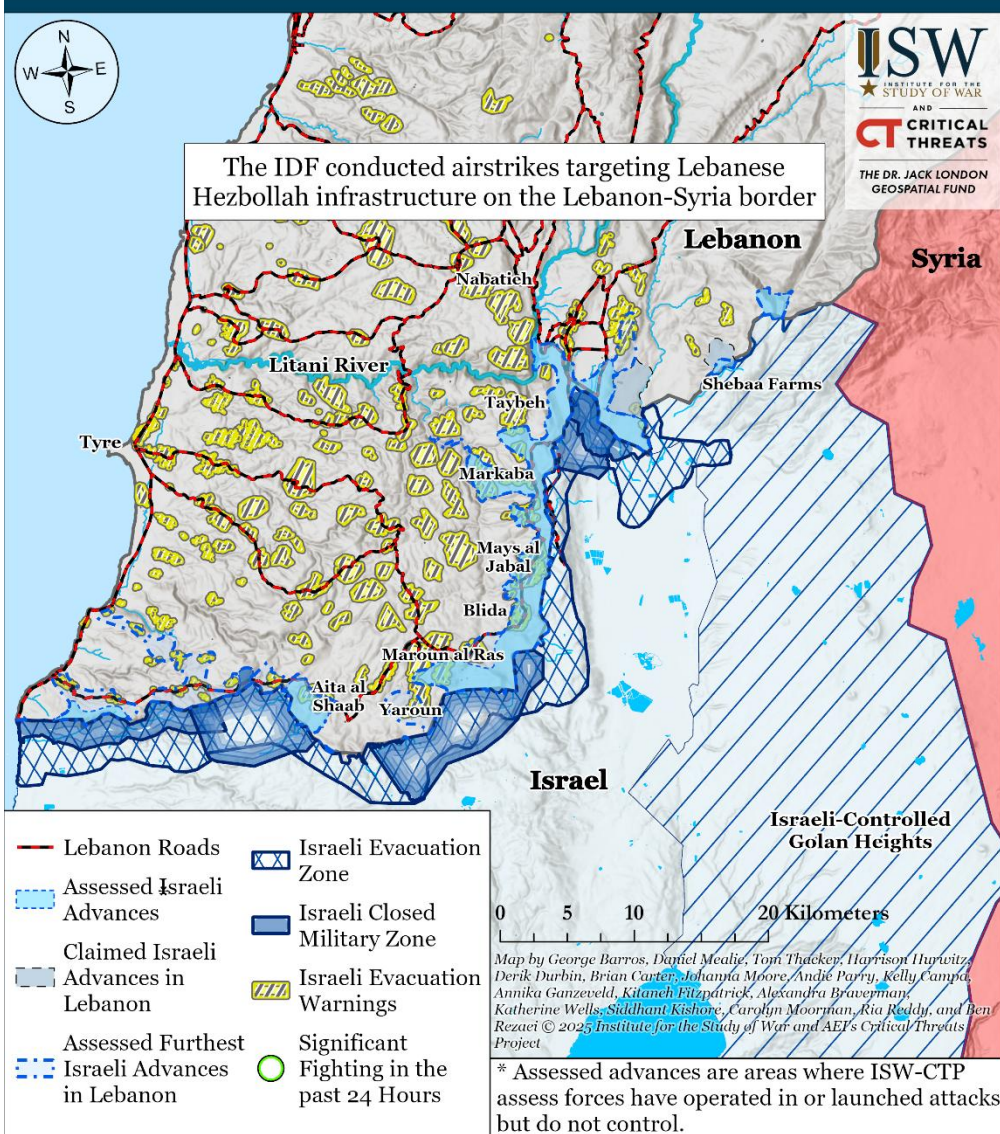 N
W E
S
ISW
INSTITUTE FOR THE
STUDY OF WAR
AND
CT CRITICAL
THREATS
THE DR. JACK LONDON
GEOSPATIAL FUND
The IDF conducted airstrikes targeting Lebanese
Hezbollah infrastructure on the Lebanon-Syria border
Lebanon
Syria
Nabatieh
Litani River
Shebaa Farms
Taybeh
Tyre
Markaba
Mays al
Jabal
Blida
Maroun al Ras
Aita al
Shaab
Yaroun
Israel
Israeli-Controlled
Golan Heights
Lebanon Roads
Assessed Israeli
Advances*
Claimed Israeli
Advances in
Lebanon
Assessed Furthest
Israeli Advances
in Lebanon
Israeli Evacuation
Zone
Israeli Closed
Military Zone
Israeli Evacuation
Warnings
Significant
Fighting in the
past 24 Hours
0 5 10 20 Kilometers
Map by George Barros, Daniel Mealie, Tom Thacker, Harrison Hurwitz,
Derik Durbin, Brian Carter, Johanna Moore, Andie Parry, Kelly Campa,
Annika Ganzeveld, Kitaneh Fitzpatrick, Alexandra Braverman,
Katherine Wells, Siddhant Kishore, Carolyn Moorman, Ria Reddy, and Ben
Rezaei © 2025 Institute for the Study of War and AEI's Critical Threats
Project
* Assessed advances are areas where ISW-CTP
assess forces have operated in or launched attacks
but do not control.